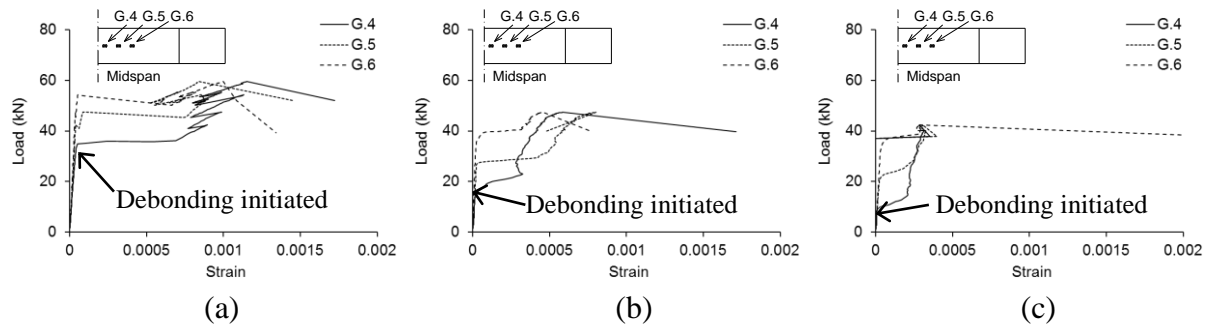 G.4 G.5 G.6
Midspan
G.4
G.5
G.6
Load (kN)
80
60
40
20
0
Debonding initiated
0 0.0005 0.001 0.0015 0.002
Strain
(a)
G.4 G.5 G.6
Midspan
G.4
G.5
G.6
Load (kN)
80
60
40
20
0
Debonding initiated
0 0.0005 0.001 0.0015 0.002
Strain
(b)
G.4 G.5 G.6
Midspan
G.4
G.5
G.6
Load (kN)
80
60
40
20
0
Debonding initiated
0 0.0005 0.001 0.0015 0.002
Strain
(c)